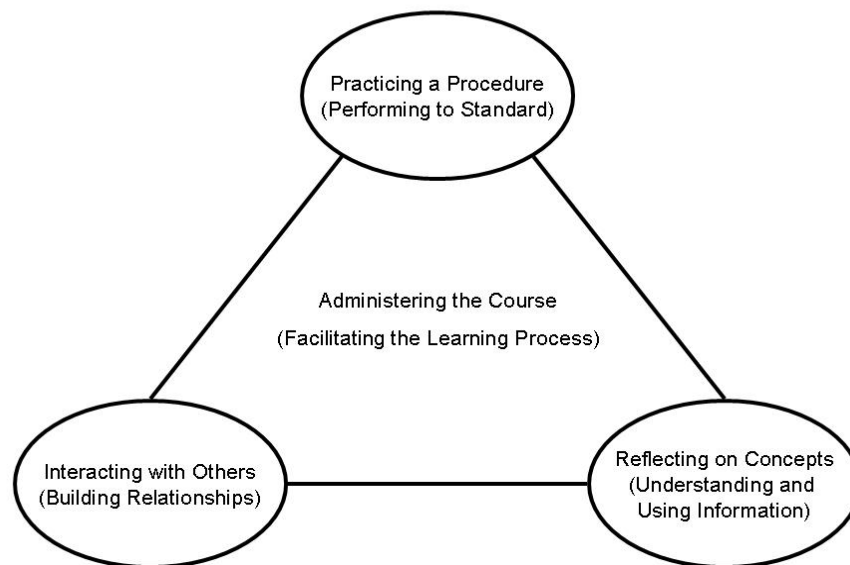 Practicing a Procedure
(Performing to Standard)
Administering the Course
(Facilitating the Learning Process)
Interacting with Others
(Building Relationships)
Reflecting on Concepts
(Understanding and
Using Information)